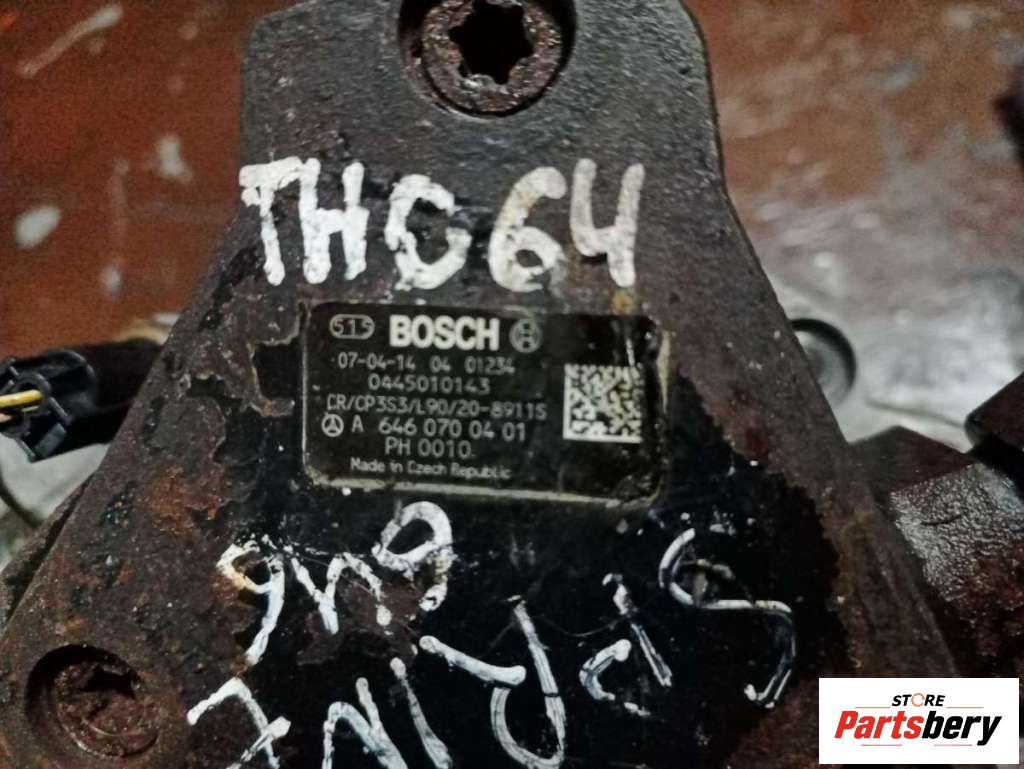 THC64
515 BOSCH
07-04-14 04 01234
0445010143
CR/CP3S3/L90/20-8911S
A 646 070 04 01
PH 0010
Made in Czech Republic
STORE
Partsbery